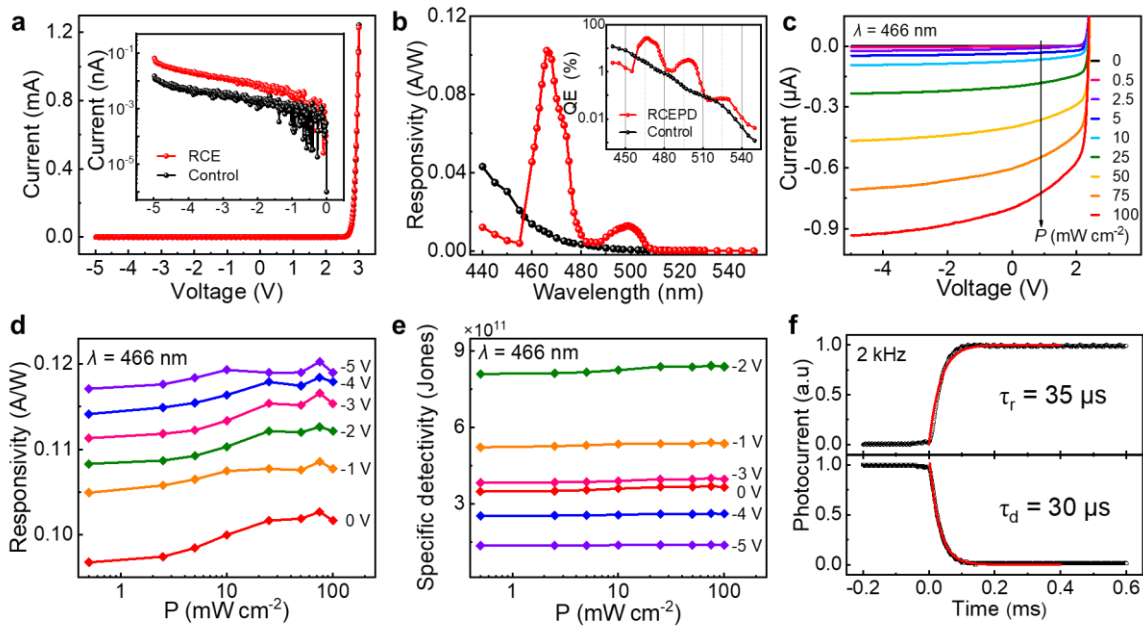 a
Current (mA)
1.2
0.8
0.4
0.0
-5 -4 -3 -2 -1 0 1 2 3
Voltage (V)
Current (nA)
10-1
10-3
10-5
-5 -4 -3 -2 -1 0
RCE
Control
b
Responsivity (A/W)
0.12
0.08
0.04
0.00
440 460 480 500 520 540
Wavelength (nm)
QE (%)
100
1
0.01
450 480 510 540
RCEPD
Control
c
λ = 466 nm
Current (μA)
0.0
-0.3
-0.6
-0.9
-4 -2 0 2
Voltage (V)
0
0.5
2.5
5
10
25
50
75
100
P (mW cm-2)
d
λ = 466 nm
Responsivity (A/W)
0.12
0.11
0.10
-5 V
-4 V
-3 V
-2 V
-1 V
0 V
1 10 100
P (mW cm-2)
e
×1011
λ = 466 nm
Specific detectivity (Jones)
9
6
3
-2 V
-1 V
-3 V
0 V
-4 V
-5 V
1 10 100
P (mW cm-2)
f
2 kHz
Photocurrent (a.u)
1.0
0.5
0.0
τr = 35 μs
1.0
0.5
0.0
τd = 30 μs
-0.2 0.0 0.2 0.4 0.6
Time (ms)